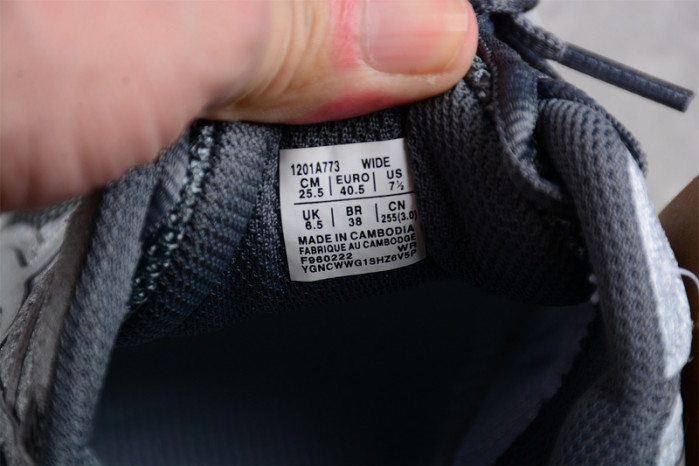 1201A773 WIDE
CM EURO US
25.5 40.5 7½
UK BR CN
6.5 38 255(3.0)
MADE IN CAMBODIA
FABRIQUE AU CAMBODGE
F960222 WR
YGNCWWG1SHZ6V5P